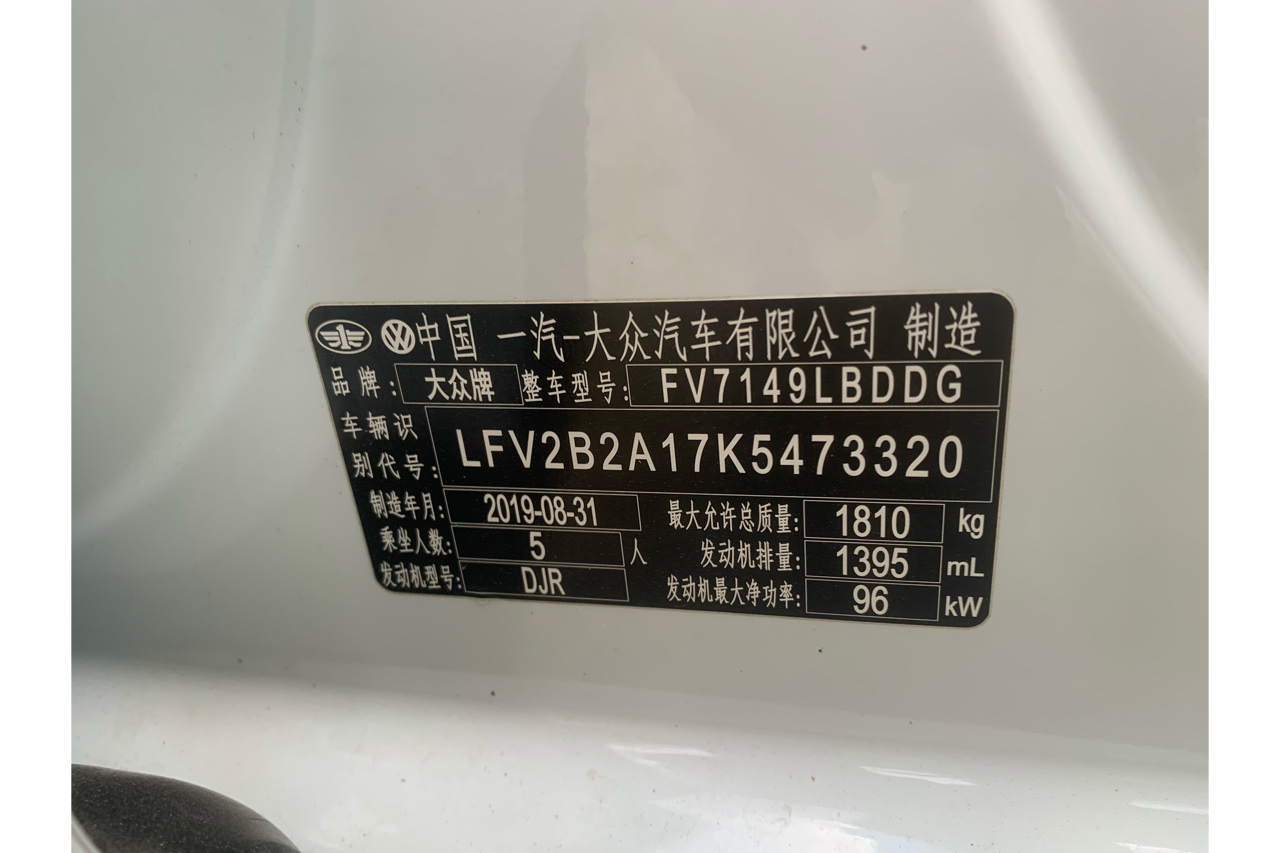 中国 一汽-大众汽车有限公司 制造
品牌: 大众牌 整车型号: FV7149LBDDG
车辆识
别代号: LFV2B2A17K5473320
制造年月: 2019-08-31 最大允许总质量: 1810 kg
乘坐人数: 5 人 发动机排量: 1395 mL
发动机型号: DJR 发动机最大净功率: 96 kW